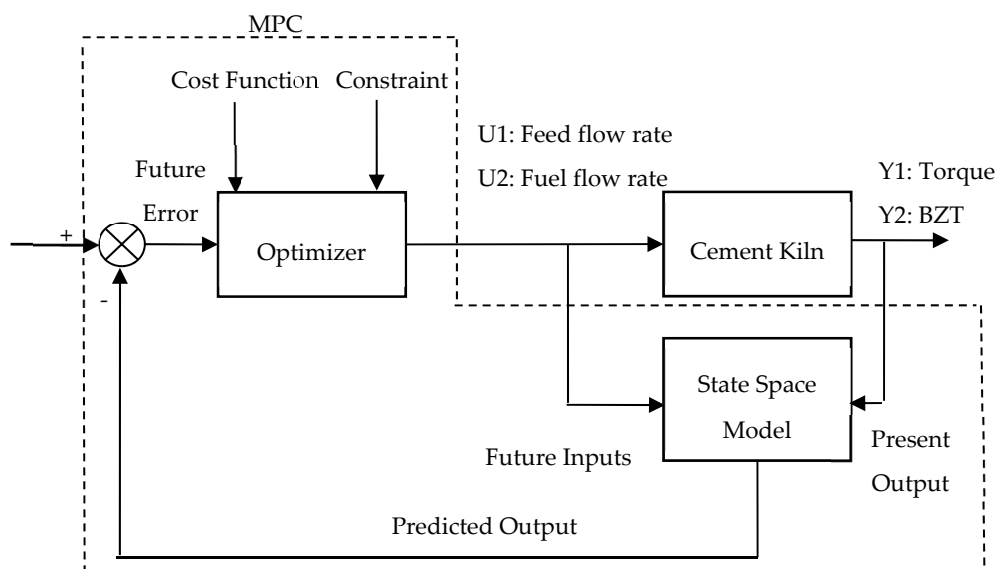 MPC
Cost Function
Constraint
U1: Feed flow rate
U2: Fuel flow rate
Y1: Torque
Y2: BZT
Future
Error
+
-
Optimizer
Cement Kiln
State Space
Model
Future Inputs
Present
Output
Predicted Output